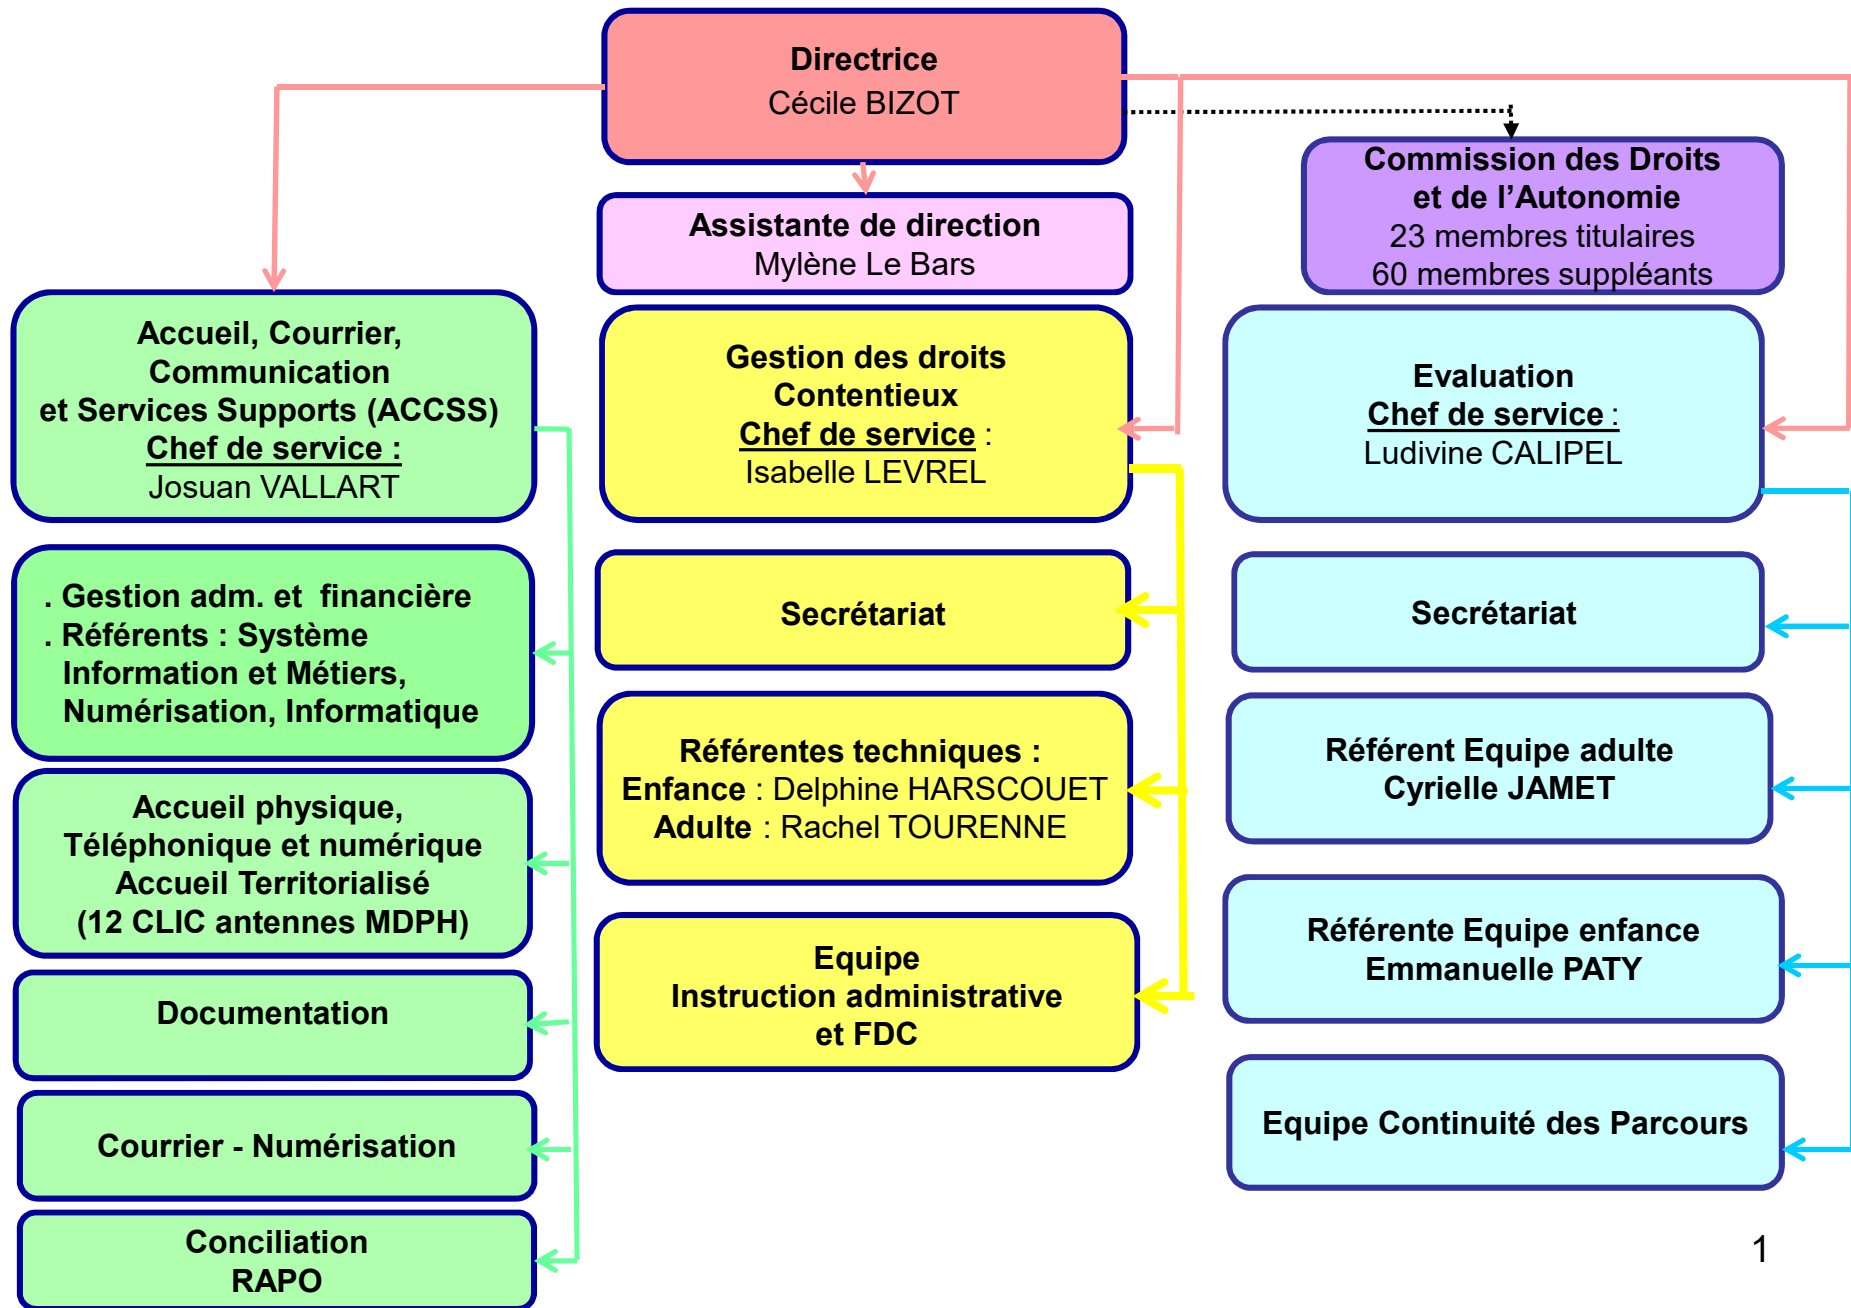 Directrice
Cécile BIZOT
Commission des Droits
et de l'Autonomie
23 membres titulaires
60 membres suppléants
Assistante de direction
Mylène Le Bars
Accueil, Courrier,
Communication
et Services Supports (ACCSS)
Chef de service :
Josuan VALLART
. Gestion adm. et  financière
. Référents : Système
Information et Métiers,
Numérisation, Informatique
Accueil physique,
Téléphonique et numérique
Accueil Territorialisé
(12 CLIC antennes MDPH)
Documentation
Courrier - Numérisation
Conciliation
RAPO
Gestion des droits
Contentieux
Chef de service :
Isabelle LEVREL
Secrétariat
Référentes techniques :
Enfance : Delphine HARSCOUET
Adulte : Rachel TOURENNE
Equipe
Instruction administrative
et FDC
Evaluation
Chef de service :
Ludivine CALIPEL
Secrétariat
Référent Equipe adulte
Cyrielle JAMET
Référente Equipe enfance
Emmanuelle PATY
Equipe Continuité des Parcours
1